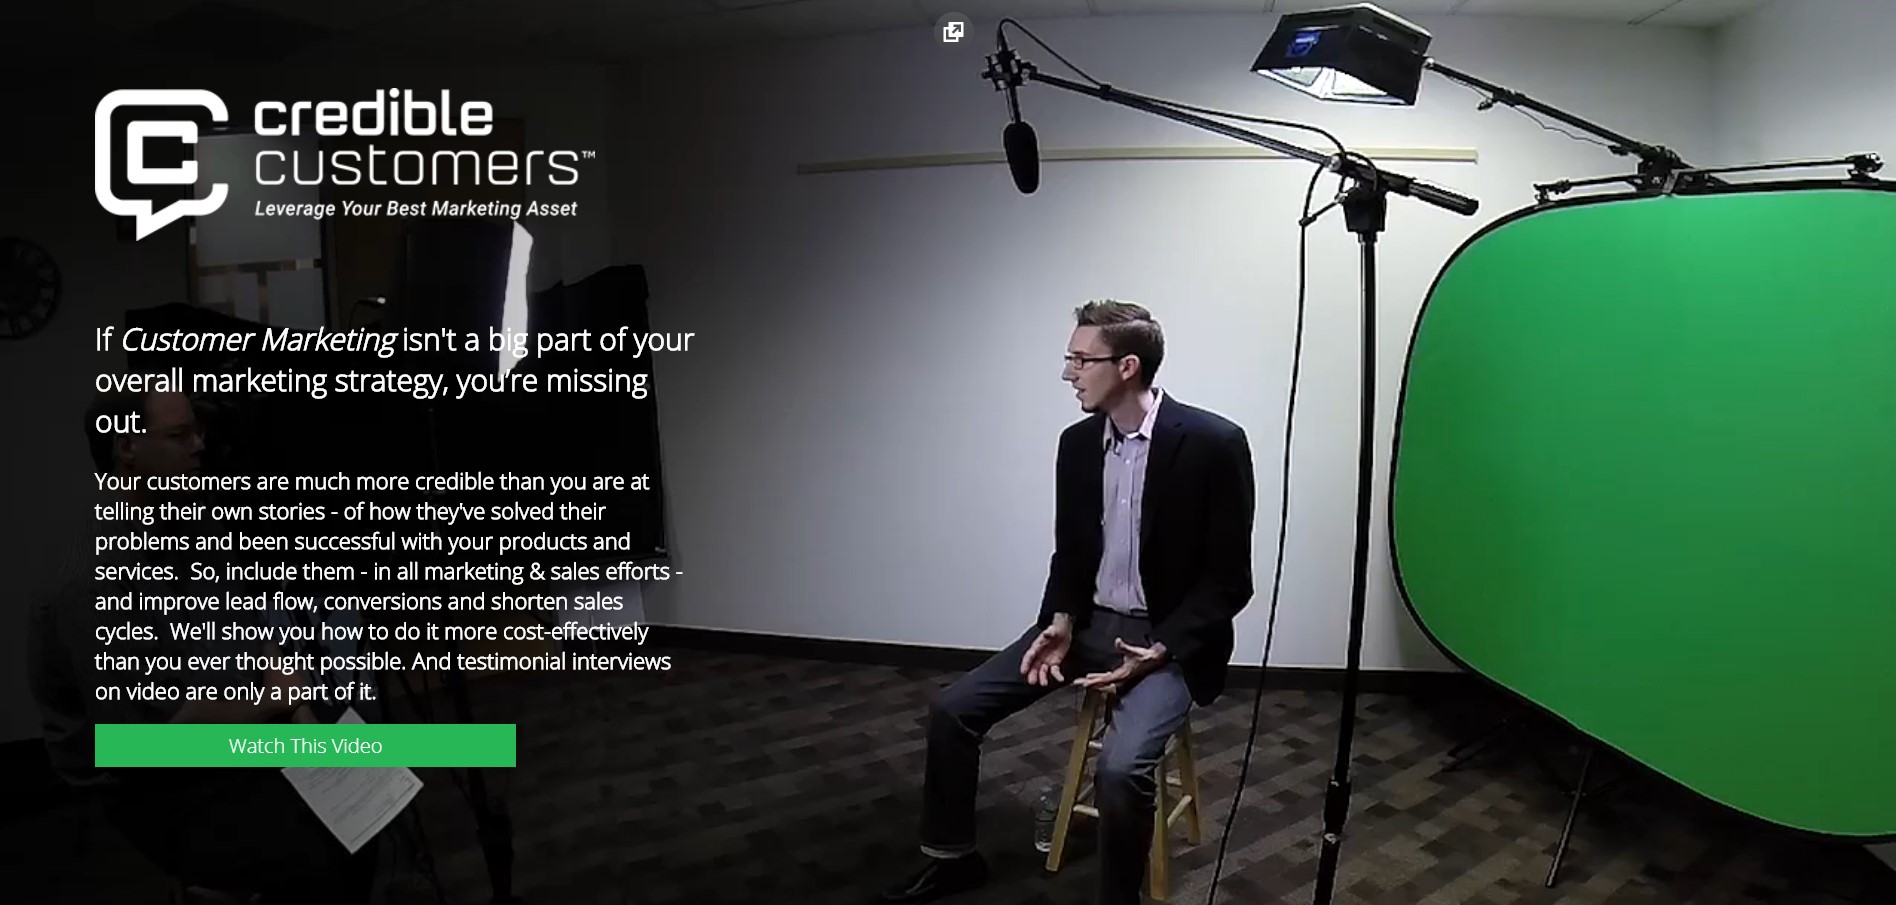 credible
customers™
Leverage Your Best Marketing Asset
If Customer Marketing isn't a big part of your
overall marketing strategy, you’re missing
out.
Your customers are much more credible than you are at
telling their own stories - of how they've solved their
problems and been successful with your products and
services.  So, include them - in all marketing & sales efforts -
and improve lead flow, conversions and shorten sales
cycles.  We'll show you how to do it more cost-effectively
than you ever thought possible. And testimonial interviews
on video are only a part of it.
Watch This Video